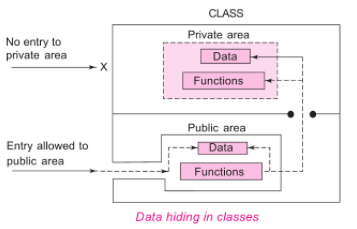 CLASS
No entry to
private area
X
Private area
Data
Functions
Entry allowed to
public area
Public area
Data
Functions
Data hiding in classes